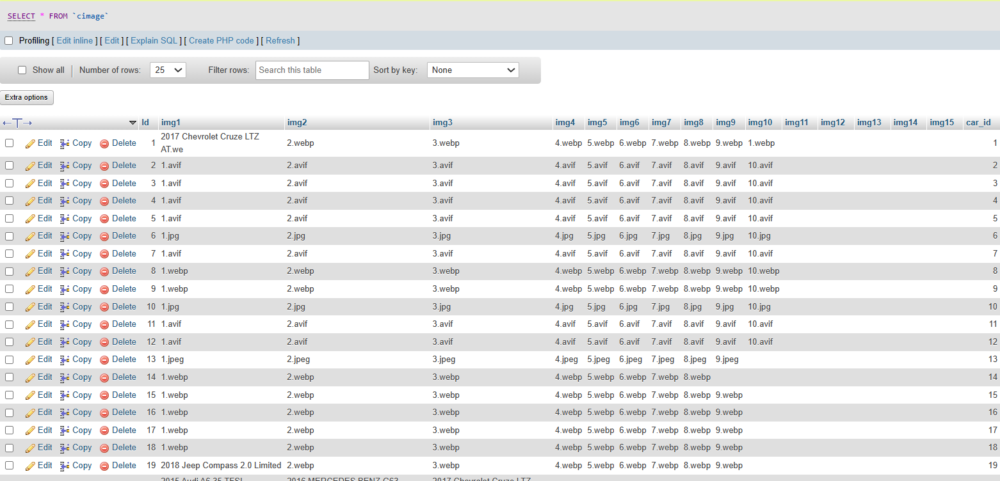 SELECT * FROM `cimage`
Profiling [ Edit inline ] [ Edit ] [ Explain SQL ] [ Create PHP code ] [ Refresh ]
Show all Number of rows: 25 Filter rows: Search this table Sort by key: None
Extra options
Id img1 img2 img3 img4 img5 img6 img7 img8 img9 img10 img11 img12 img13 img14 img15 car_id
Edit Copy Delete 1 2017 Chevrolet Cruze LTZ AT.we 2.webp 3.webp 4.webp 5.webp 6.webp 7.webp 8.webp 9.webp 1.webp 1
Edit Copy Delete 2 1.avif 2.avif 3.avif 4.avif 5.avif 6.avif 7.avif 8.avif 9.avif 10.avif 2
Edit Copy Delete 3 1.avif 2.avif 3.avif 4.avif 5.avif 6.avif 7.avif 8.avif 9.avif 10.avif 3
Edit Copy Delete 4 1.avif 2.avif 3.avif 4.avif 5.avif 6.avif 7.avif 8.avif 9.avif 10.avif 4
Edit Copy Delete 5 1.avif 2.avif 3.avif 4.avif 5.avif 6.avif 7.avif 8.avif 9.avif 10.avif 5
Edit Copy Delete 6 1.jpg 2.jpg 3.jpg 4.jpg 5.jpg 6.jpg 7.jpg 8.jpg 9.jpg 10.jpg 6
Edit Copy Delete 7 1.avif 2.avif 3.avif 4.avif 5.avif 6.avif 7.avif 8.avif 9.avif 10.avif 7
Edit Copy Delete 8 1.webp 2.webp 3.webp 4.webp 5.webp 6.webp 7.webp 8.webp 9.webp 10.webp 8
Edit Copy Delete 9 1.webp 2.webp 3.webp 4.webp 5.webp 6.webp 7.webp 8.webp 9.webp 10.webp 9
Edit Copy Delete 10 1.jpg 2.jpg 3.jpg 4.jpg 5.jpg 6.jpg 7.jpg 8.jpg 9.jpg 10.jpg 10
Edit Copy Delete 11 1.avif 2.avif 3.avif 4.avif 5.avif 6.avif 7.avif 8.avif 9.avif 10.avif 11
Edit Copy Delete 12 1.avif 2.avif 3.avif 4.avif 5.avif 6.avif 7.avif 8.avif 9.avif 10.avif 12
Edit Copy Delete 13 1.jpeg 2.jpeg 3.jpeg 4.jpeg 5.jpeg 6.jpeg 7.jpeg 8.jpeg 9.jpeg 13
Edit Copy Delete 14 1.webp 2.webp 3.webp 4.webp 5.webp 6.webp 7.webp 8.webp 14
Edit Copy Delete 15 1.webp 2.webp 3.webp 4.webp 5.webp 6.webp 7.webp 8.webp 9.webp 15
Edit Copy Delete 16 1.webp 2.webp 3.webp 4.webp 5.webp 6.webp 7.webp 8.webp 9.webp 16
Edit Copy Delete 17 1.webp 2.webp 3.webp 4.webp 5.webp 6.webp 7.webp 8.webp 9.webp 17
Edit Copy Delete 18 1.webp 2.webp 3.webp 4.webp 5.webp 6.webp 7.webp 8.webp 9.webp 18
Edit Copy Delete 19 2018 Jeep Compass 2.0 Limited 2.webp 3.webp 4.webp 5.webp 6.webp 7.webp 8.webp 9.webp 19
2017 Chevrolet Cruze LTZ